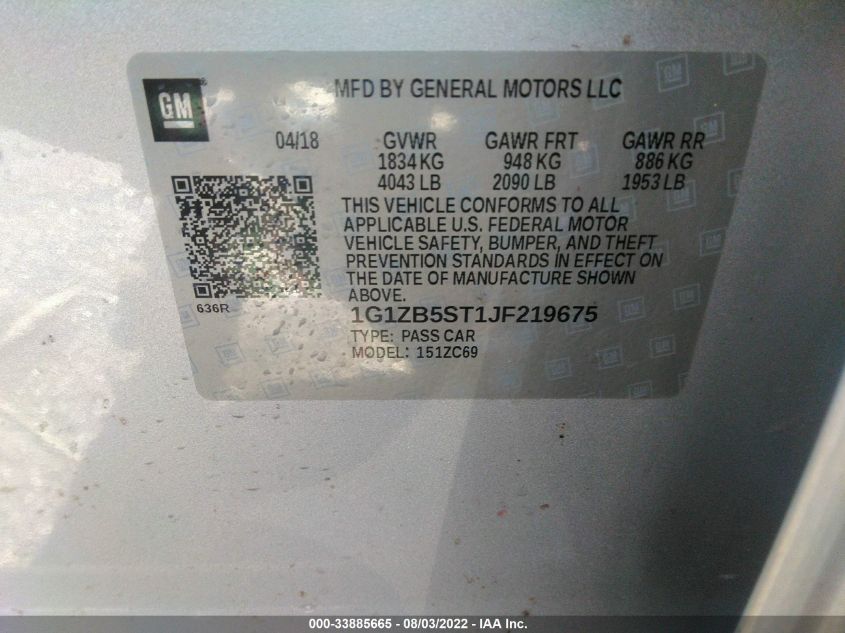 GM
®
MFD BY GENERAL MOTORS LLC
04/18 GVWR GAWR FRT GAWR RR
1834 KG 948 KG 886 KG
4043 LB 2090 LB 1953 LB
THIS VEHICLE CONFORMS TO ALL
APPLICABLE U.S. FEDERAL MOTOR
VEHICLE SAFETY, BUMPER, AND THEFT
PREVENTION STANDARDS IN EFFECT ON
THE DATE OF MANUFACTURE SHOWN
ABOVE.
636R
1G1ZB5ST1JF219675
TYPE: PASS CAR
MODEL: 151ZC69
000-33885665 - 08/03/2022 - IAA Inc.